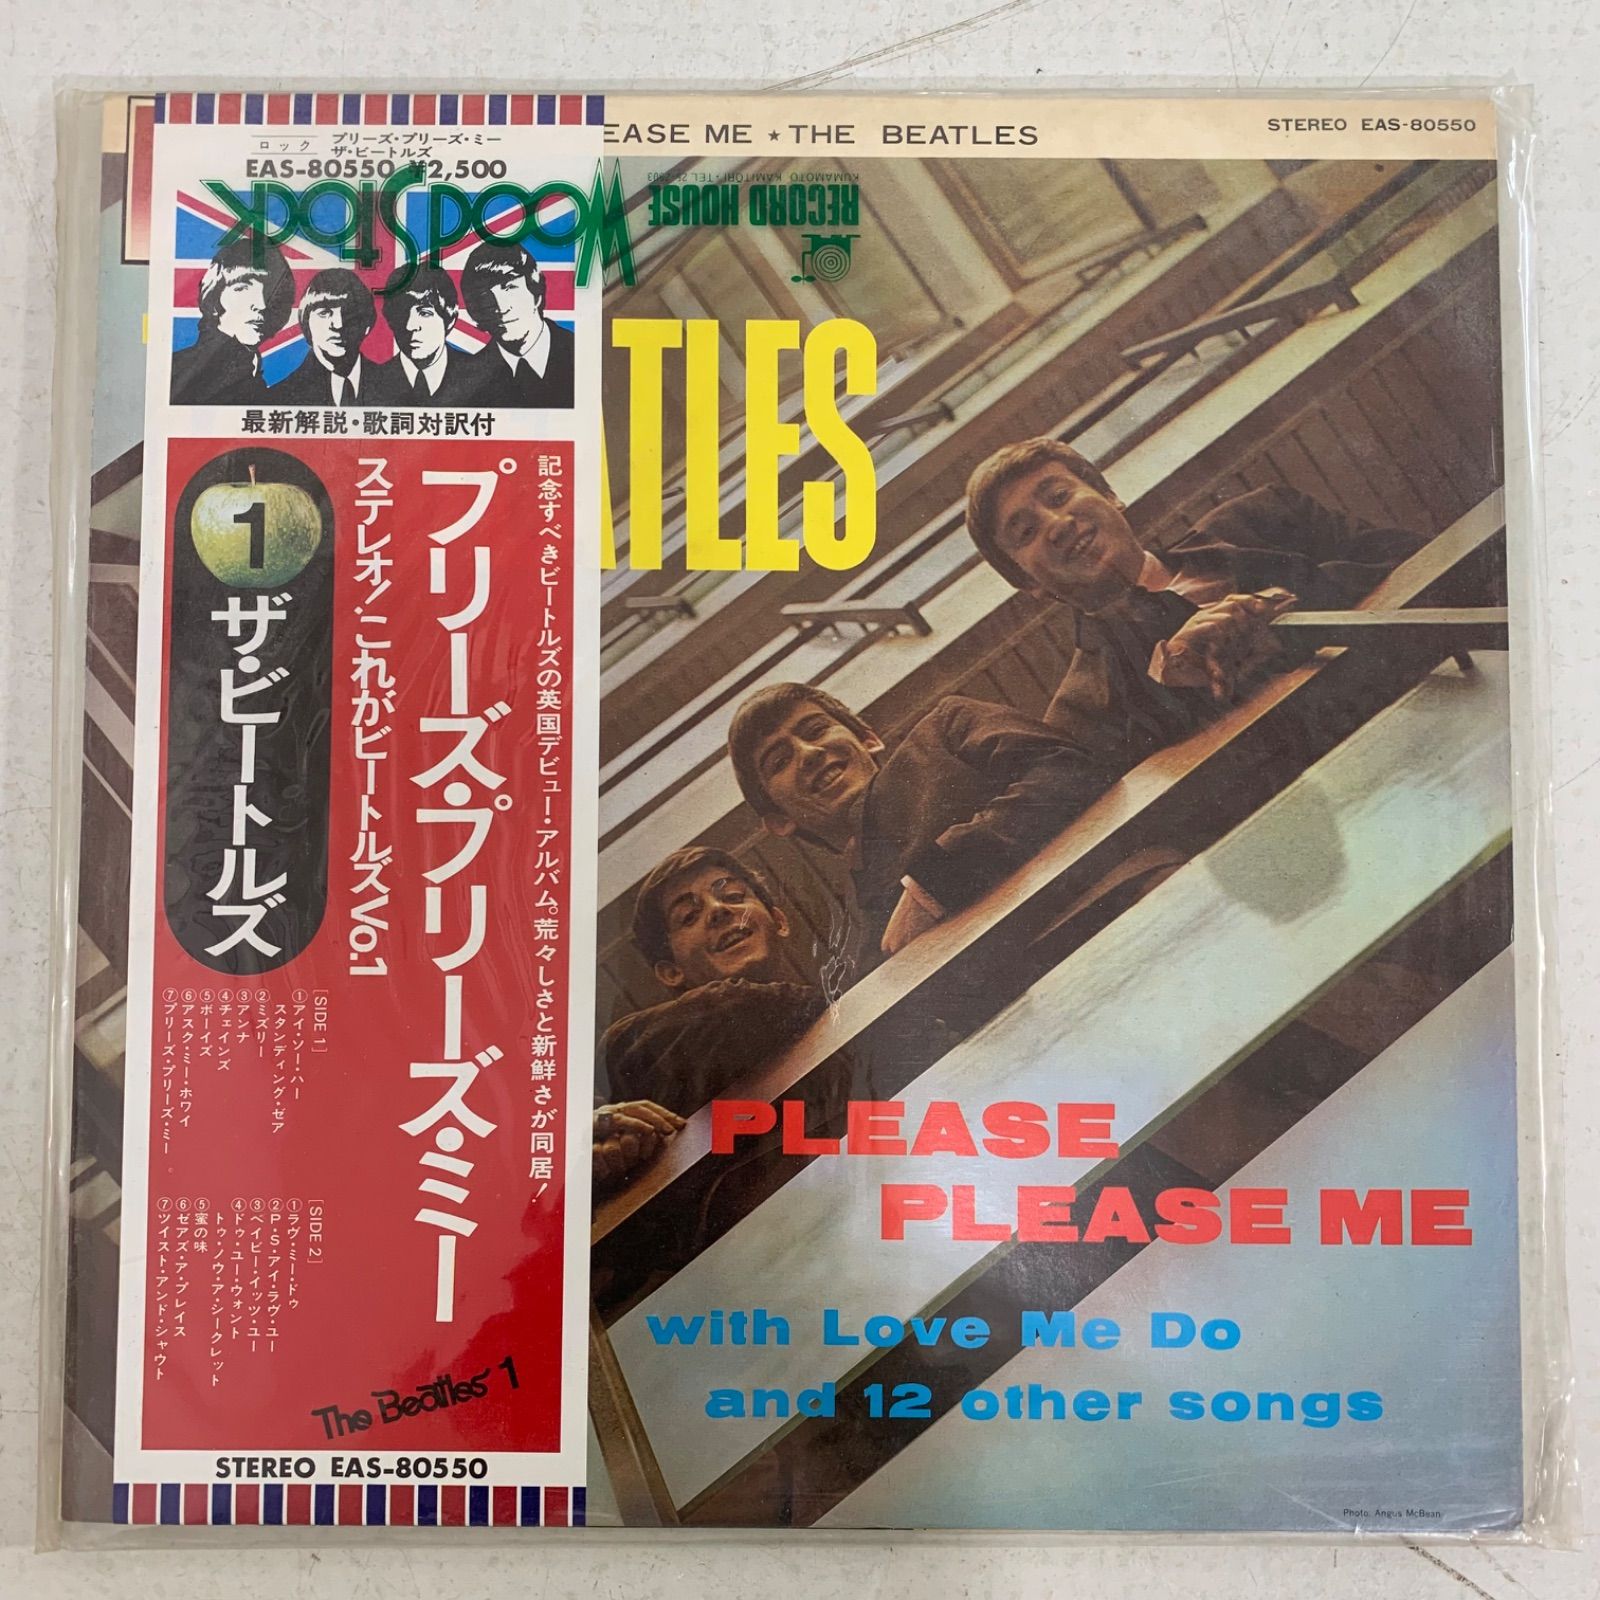 EASE ME ★ THE BEATLES
STEREO EAS-80550
ロック
プリーズ・プリーズ・ミー
ザ・ビートルズ
EAS-80550 ¥2,500
WoodStock
RECORD HOUSE
KUMAMOTO KAMITORI・TEL
ATLES
最新解説・歌詞対訳付
記念すべきビートルズの英国デビュー・アルバム。荒々しさと新鮮さが同居!
プリーズ・プリーズ・ミー
ステレオ!これがビートルズVo.1
1
ザ・ビートルズ
[SIDE 1]
①アイ・ソー・ハー
スタンディング・ゼア
②ミズリー
③アンナ
④チェインズ
⑤ボーイズ
⑥アスク・ミー・ホワイ
⑦プリーズ・プリーズ・ミー
[SIDE 2]
①ラヴ・ミー・ドゥ
②P・S・アイ・ラヴ・ユー
③ベイビー・イッツ・ユー
④ドゥ・ユー・ウォント
トゥ・ノウ・ア・シークレット
⑤蜜の味
⑥ゼアズ・ア・プレイス
⑦ツイスト・アンド・シャウト
The Beatles 1
STEREO EAS-80550
PLEASE
PLEASE ME
with Love Me Do
and 12 other songs
Photo: Angus McBean